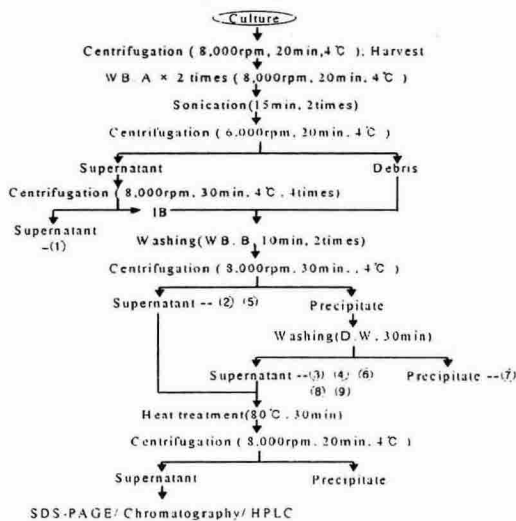 Culture
Centrifugation ( 8,000rpm, 20min,4℃ ); Harvest
WB. A × 2 times ( 8,000rpm, 20min, 4℃ )
Sonication(15min, 2times)
Centrifugation ( 6,000rpm, 20min, 4℃ )
Supernatant Debris
Centrifugation ( 8,000rpm, 30min, 4℃, 4times)
IB
Supernatant
-(1)
Washing(WB. B, 10min, 2times)
Centrifugation ( 8,000rpm, 30min., 4℃ )
Supernatant -- (2) (5) Precipitate
Washing(D.W. 30min)
Supernatant --(3) (4) (6) Precipitate --(7)
(8) (9)
Heat treatment(80℃. 30min)
Centrifugation ( 8,000rpm. 20min, 4℃ )
Supernatant Precipitate
SDS-PAGE/ Chromatography/ HPLC